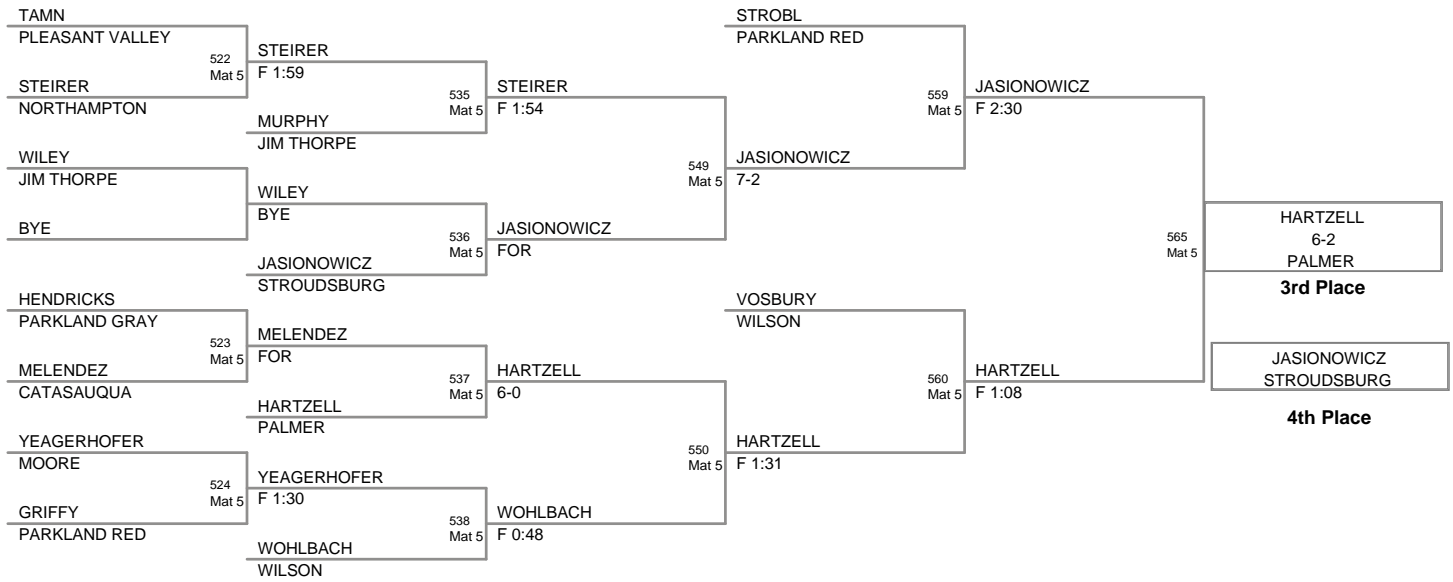 TAMN
PLEASANT VALLEY
522
Mat 5
STEIRER
NORTHAMPTON
STEIRER
F 1:59
535
Mat 5
MURPHY
JIM THORPE
WILEY
JIM THORPE
BYE
WILEY
BYE
536
Mat 5
JASIONOWICZ
STROUDSBURG
STEIRER
F 1:54
549
Mat 5
JASIONOWICZ
FOR
HENDRICKS
PARKLAND GRAY
523
Mat 5
MELENDEZ
CATASAUQUA
MELENDEZ
FOR
537
Mat 5
HARTZELL
PALMER
YEAGERHOFER
MOORE
524
Mat 5
GRIFFY
PARKLAND RED
YEAGERHOFER
F 1:30
538
Mat 5
WOHLBACH
WILSON
HARTZELL
6-0
550
Mat 5
WOHLBACH
F 0:48
STROBL
PARKLAND RED
559
Mat 5
JASIONOWICZ
7-2
JASIONOWICZ
F 2:30
VOSBURY
WILSON
560
Mat 5
HARTZELL
F 1:31
HARTZELL
F 1:08
565
Mat 5
HARTZELL
6-2
PALMER
3rd Place
JASIONOWICZ
STROUDSBURG
4th Place